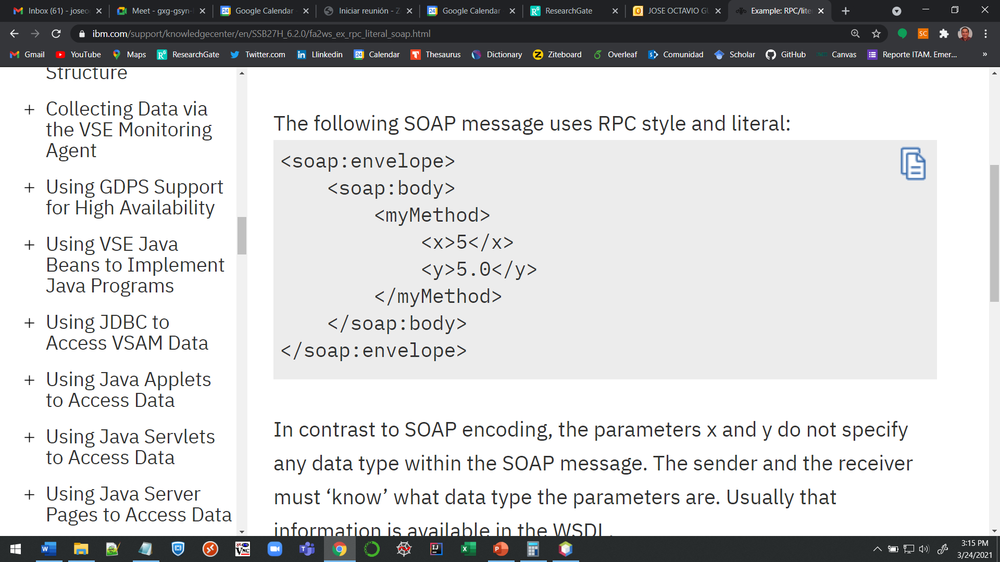 Inbox (61) - joseo
Meet - gxg-gsyn-
Google Calendar
Iniciar reunión - Z
Google Calendar
ResearchGate
JOSE OCTAVIO GU
Example: RPC/lite
ibm.com/support/knowledgecenter/en/SSB27H_6.2.0/fa2ws_ex_rpc_literal_soap.html
Gmail
YouTube
Maps
ResearchGate
Twitter.com
Llinkedin
Calendar
Thesaurus
Dictionary
Ziteboard
Overleaf
Comunidad
Scholar
GitHub
Canvas
Reporte ITAM. Emer...
»
Structure
+ Collecting Data via
the VSE Monitoring
Agent
+ Using GDPS Support
for High Availability
+ Using VSE Java
Beans to Implement
Java Programs
+ Using JDBC to
Access VSAM Data
+ Using Java Applets
to Access Data
+ Using Java Servlets
to Access Data
+ Using Java Server
Pages to Access Data
The following SOAP message uses RPC style and literal:
<soap:envelope>
<soap:body>
<myMethod>
<x>5</x>
<y>5.0</y>
</myMethod>
</soap:body>
</soap:envelope>
In contrast to SOAP encoding, the parameters x and y do not specify
any data type within the SOAP message. The sender and the receiver
must ‘know’ what data type the parameters are. Usually that
information is available in the WSDL.
3:15 PM
3/24/2021